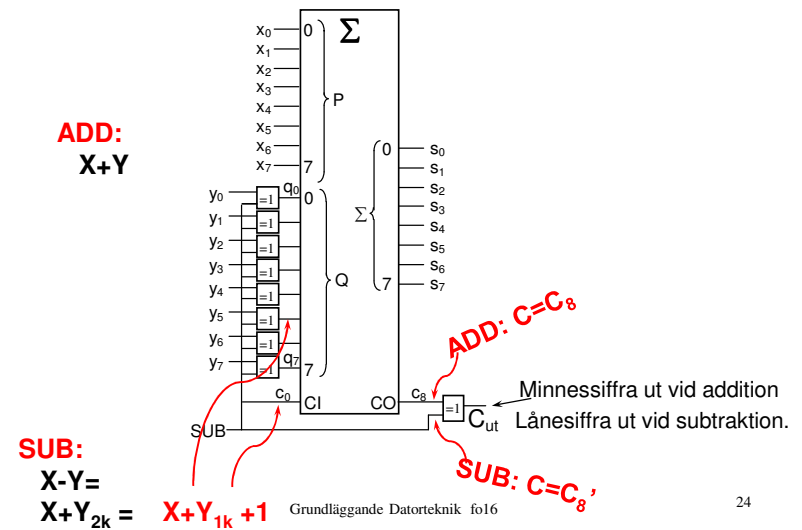 x₀ 0 Σ
x₁
x₂
x₃
x₄ P
x₅
x₆
x₇ 7
ADD:
X+Y
0 s₀
s₁
s₂
Σ s₃
s₄
s₅
s₆
7 s₇
y₀ =1 q₀ 0
y₁ =1
y₂ =1
y₃ =1 Q
y₄ =1
y₅ =1
y₆ =1
y₇ =1 q₇ 7
ADD: C=C₈
c₀ CI CO c₈ =1 Cut
SUB
Minnessiffra ut vid addition
Lånesiffra ut vid subtraktion.
SUB: C=C₈'
SUB:
X-Y=
X+Y2k = X+Y1k +1
Grundläggande Datorteknik fo16
24